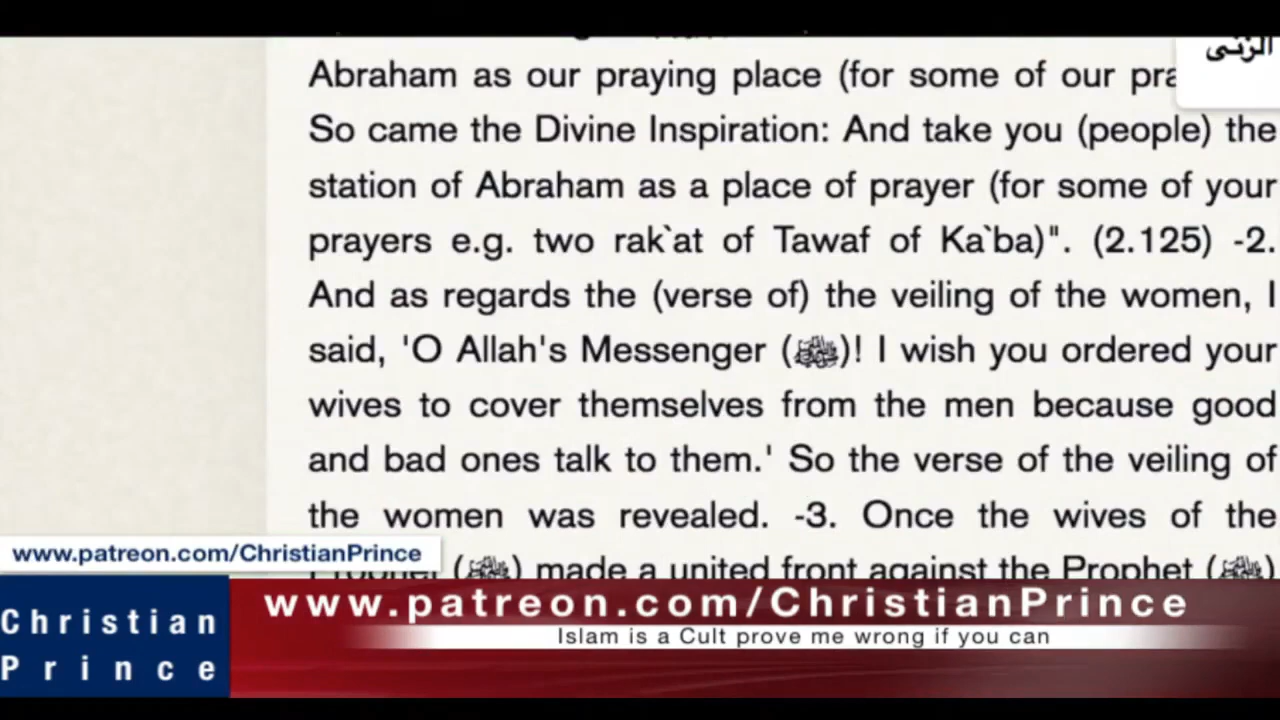 الزنى
Abraham as our praying place (for some of our
So came the Divine Inspiration: And take you (people) the
station of Abraham as a place of prayer (for some of your
prayers e.g. two rak`at of Tawaf of Ka`ba)". (2.125) -2.
And as regards the (verse of) the veiling of the women, I
said, 'O Allah's Messenger (ﷺ)! I wish you ordered your
wives to cover themselves from the men because good
and bad ones talk to them.' So the verse of the veiling of
the women was revealed. -3. Once the wives of the
Prophet (ﷺ) made a united front against the Prophet (ﷺ)
www.patreon.com/ChristianPrince
www.patreon.com/ChristianPrince
Islam is a Cult prove me wrong if you can
Christian
Prince